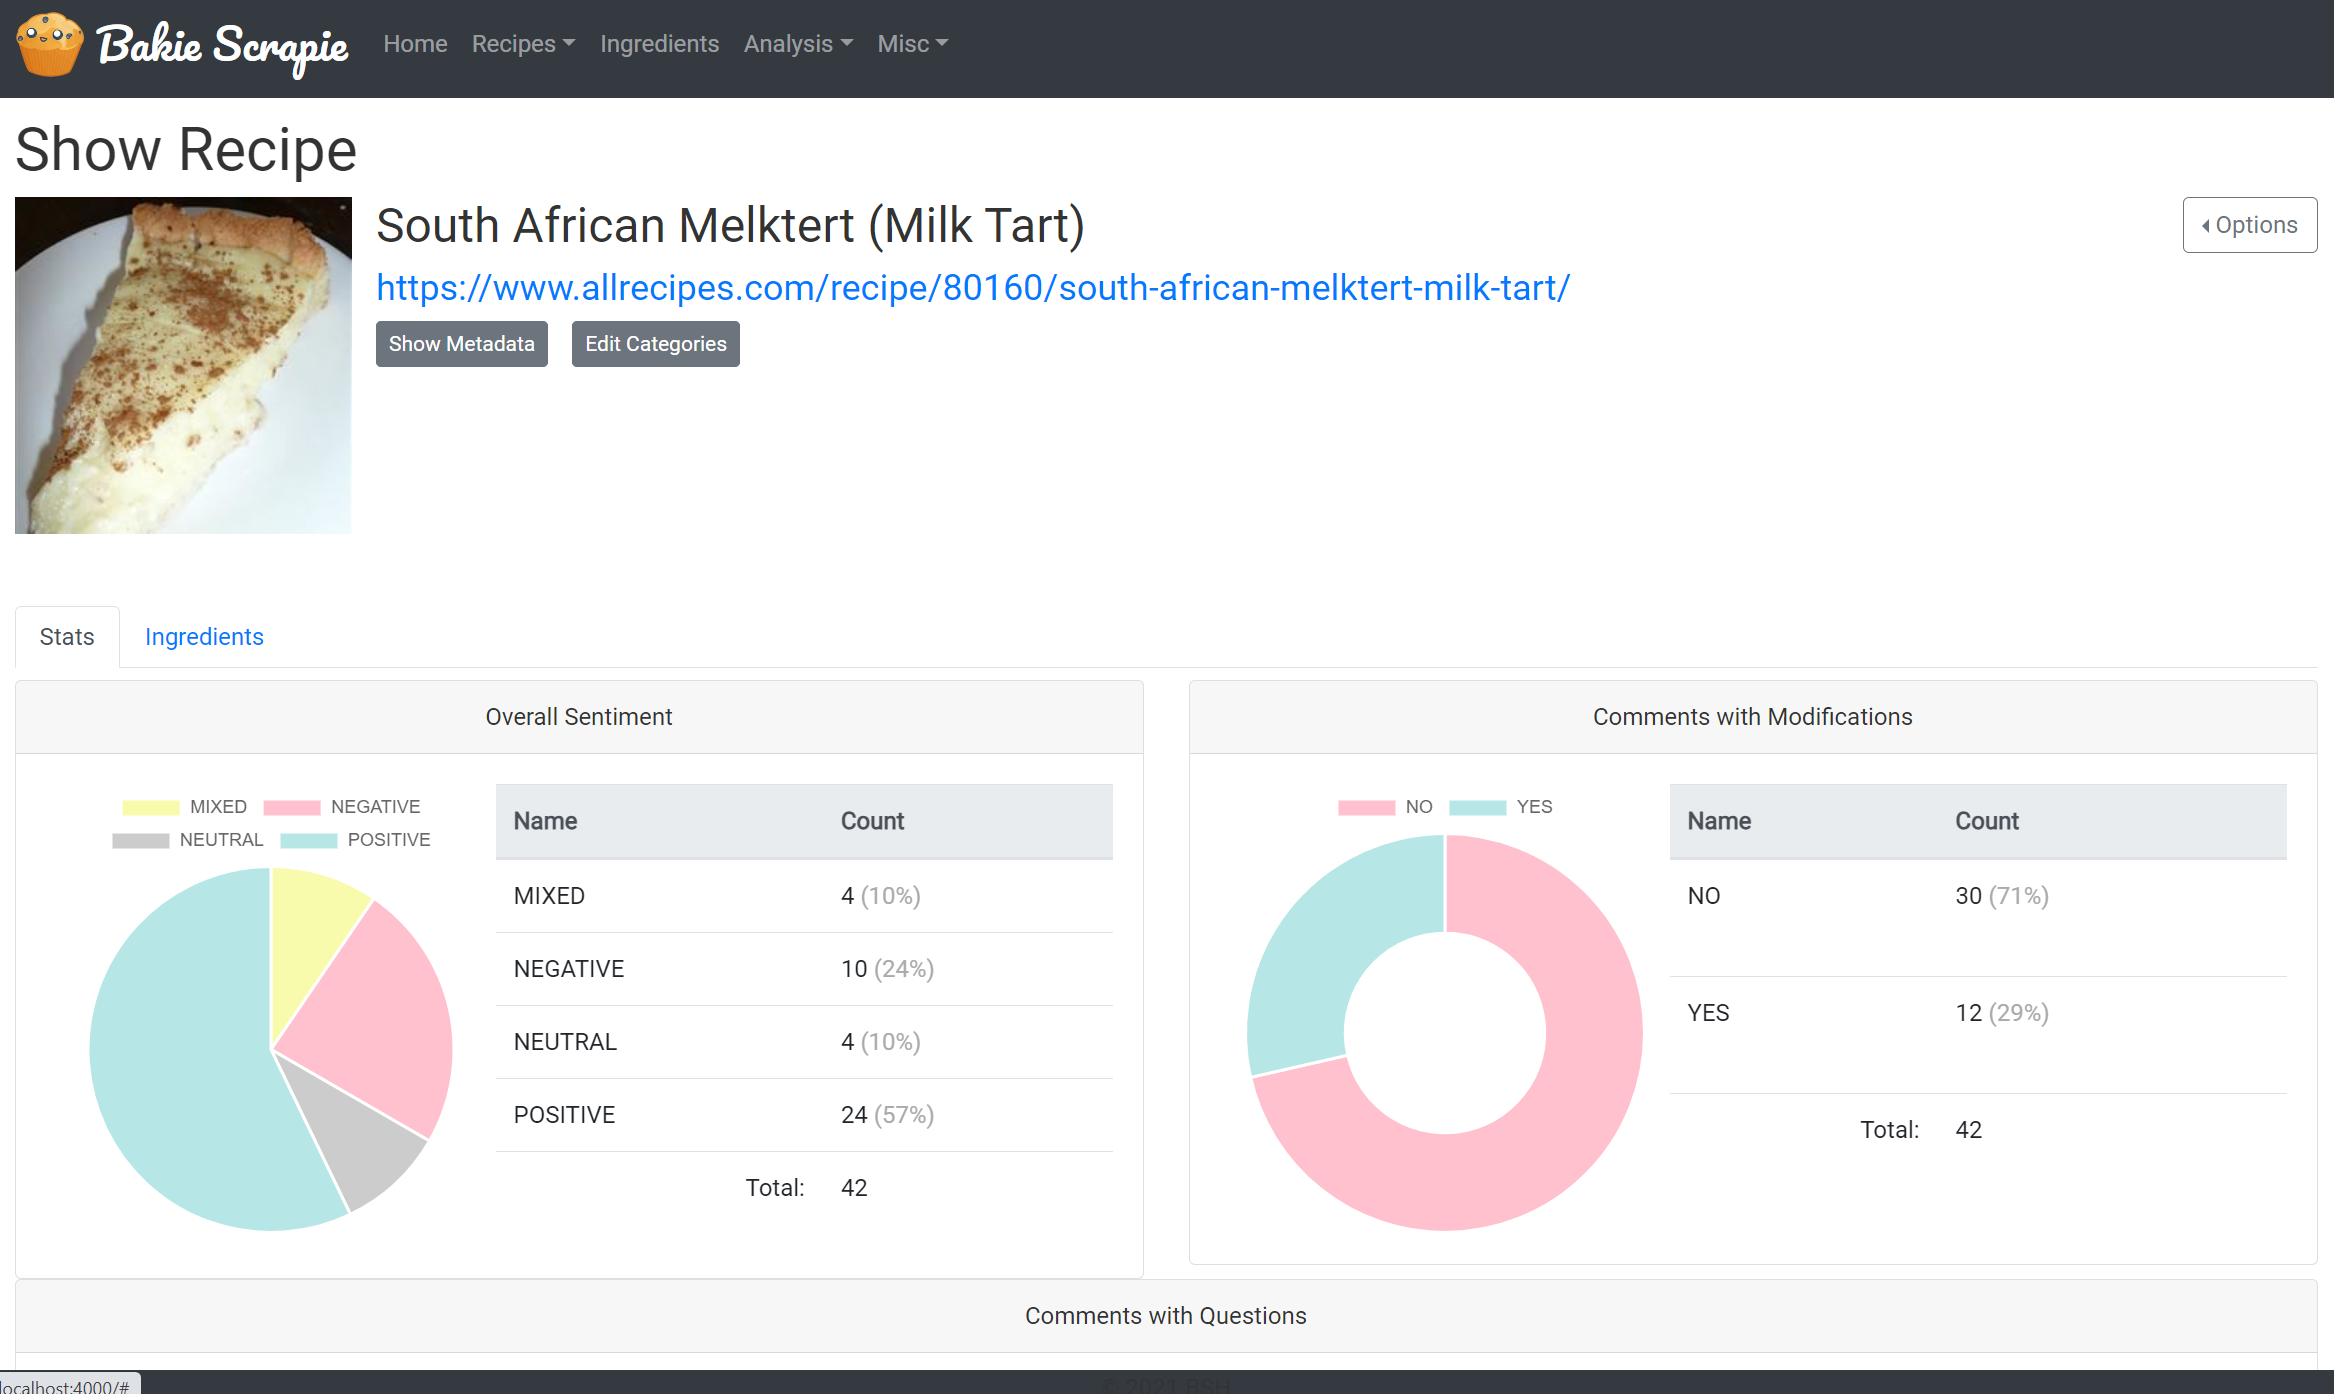 Bakie Scrapie Home Recipes Ingredients Analysis Misc
Show Recipe
South African Melktert (Milk Tart)
Options
https://www.allrecipes.com/recipe/80160/south-african-melktert-milk-tart/
Show Metadata Edit Categories
Stats Ingredients
Overall Sentiment
MIXED NEGATIVE
NEUTRAL POSITIVE
Name Count
MIXED 4 (10%)
NEGATIVE 10 (24%)
NEUTRAL 4 (10%)
POSITIVE 24 (57%)
Total: 42
Comments with Modifications
NO YES
Name Count
NO 30 (71%)
YES 12 (29%)
Total: 42
Comments with Questions
localhost:4000/#
© 2021 BSH